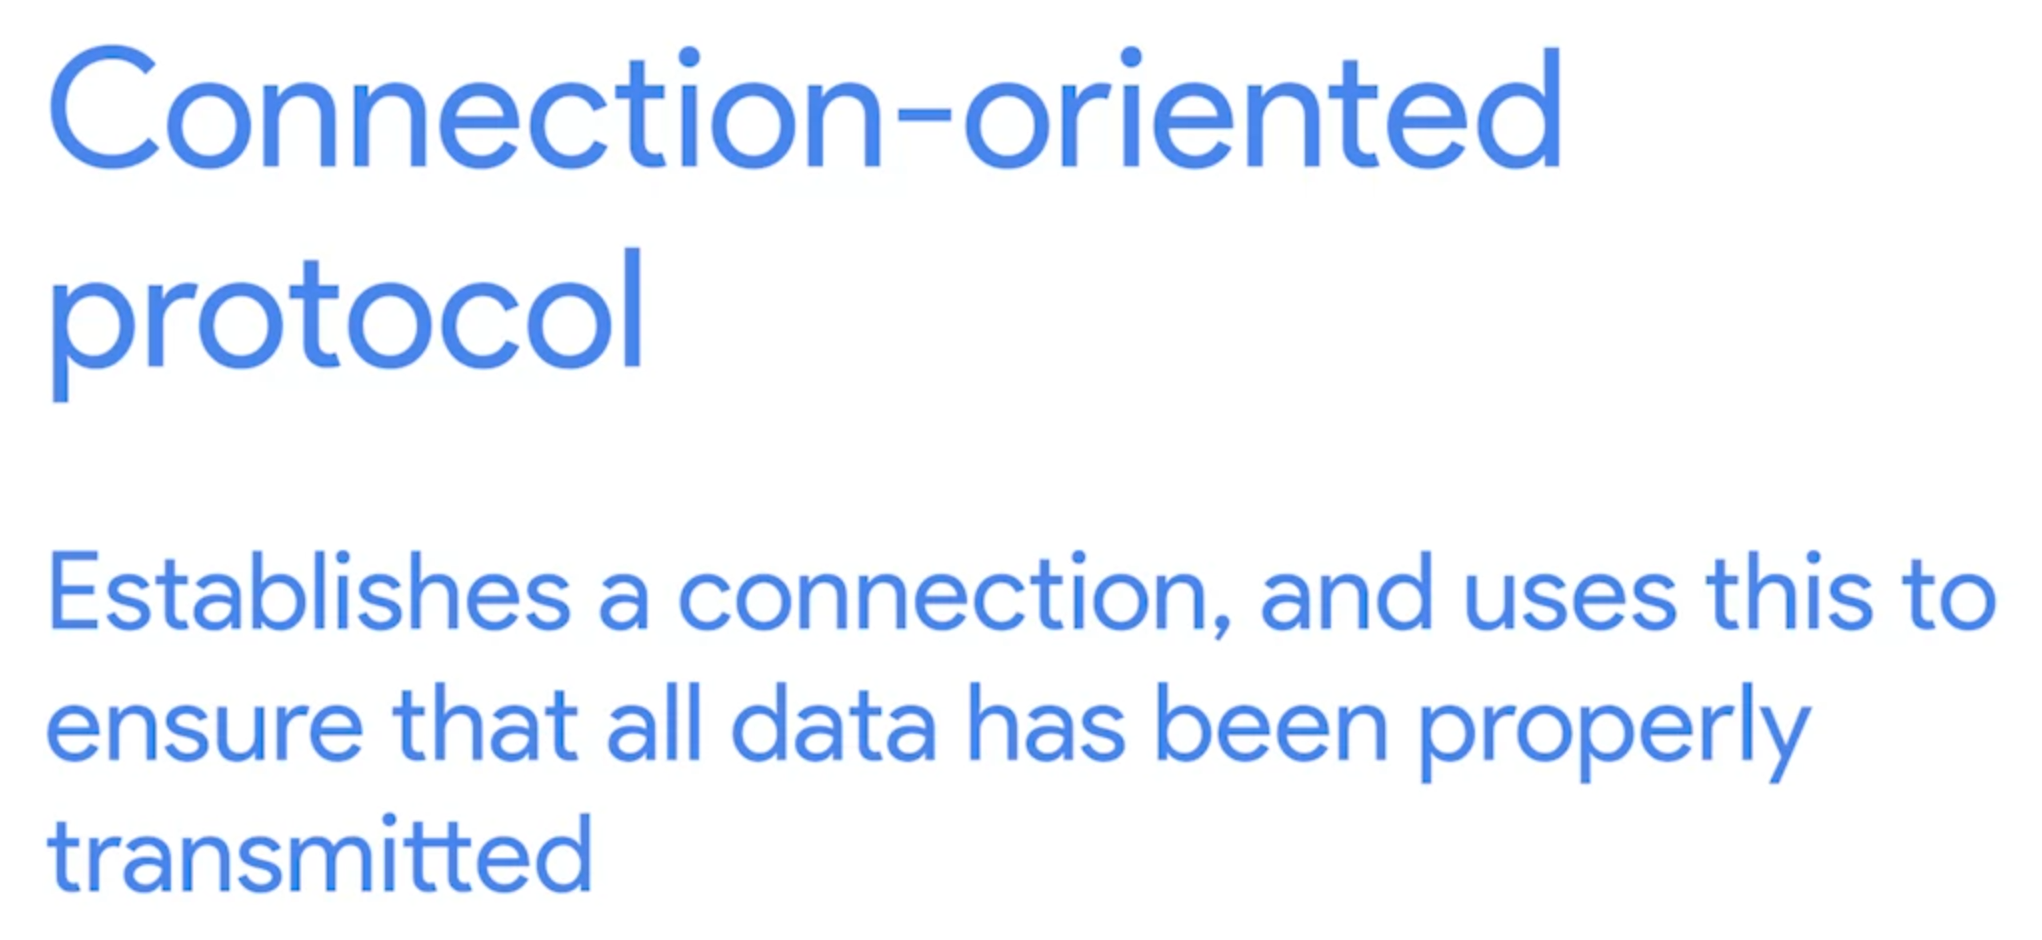 Connection-oriented
protocol
Establishes a connection, and uses this to
ensure that all data has been properly
transmitted